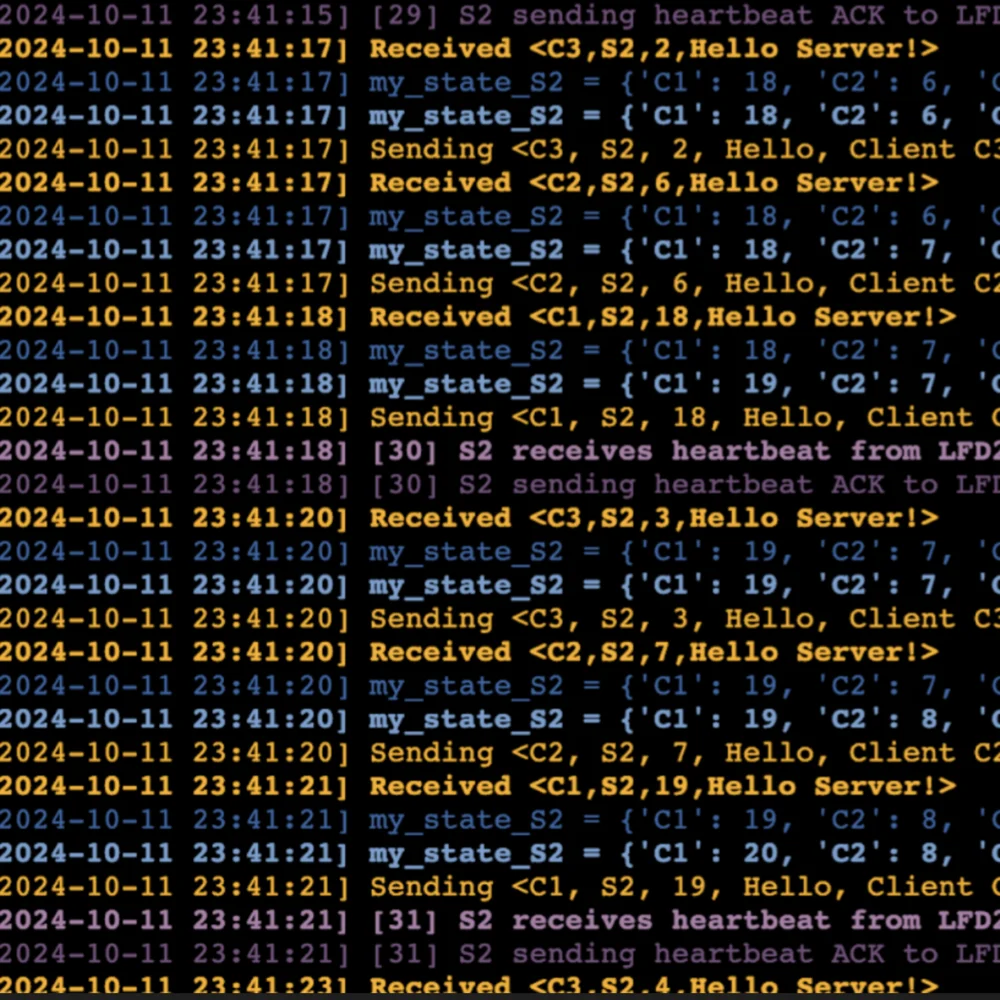 2024-10-11 23:41:15] [29] S2 sending heartbeat ACK to LFD
2024-10-11 23:41:17] Received <C3,S2,2,Hello Server!>
2024-10-11 23:41:17] my_state_S2 = {'C1': 18, 'C2': 6, '
2024-10-11 23:41:17] my_state_S2 = {'C1': 18, 'C2': 6, '
2024-10-11 23:41:17] Sending <C3, S2, 2, Hello, Client C3
2024-10-11 23:41:17] Received <C2,S2,6,Hello Server!>
2024-10-11 23:41:17] my_state_S2 = {'C1': 18, 'C2': 6, '
2024-10-11 23:41:17] my_state_S2 = {'C1': 18, 'C2': 7, '
2024-10-11 23:41:17] Sending <C2, S2, 6, Hello, Client C2
2024-10-11 23:41:18] Received <C1,S2,18,Hello Server!>
2024-10-11 23:41:18] my_state_S2 = {'C1': 18, 'C2': 7, '
2024-10-11 23:41:18] my_state_S2 = {'C1': 19, 'C2': 7, '
2024-10-11 23:41:18] Sending <C1, S2, 18, Hello, Client C
2024-10-11 23:41:18] [30] S2 receives heartbeat from LFD2
2024-10-11 23:41:18] [30] S2 sending heartbeat ACK to LFD
2024-10-11 23:41:20] Received <C3,S2,3,Hello Server!>
2024-10-11 23:41:20] my_state_S2 = {'C1': 19, 'C2': 7, '
2024-10-11 23:41:20] my_state_S2 = {'C1': 19, 'C2': 7, '
2024-10-11 23:41:20] Sending <C3, S2, 3, Hello, Client C3
2024-10-11 23:41:20] Received <C2,S2,7,Hello Server!>
2024-10-11 23:41:20] my_state_S2 = {'C1': 19, 'C2': 7, '
2024-10-11 23:41:20] my_state_S2 = {'C1': 19, 'C2': 8, '
2024-10-11 23:41:20] Sending <C2, S2, 7, Hello, Client C2
2024-10-11 23:41:21] Received <C1,S2,19,Hello Server!>
2024-10-11 23:41:21] my_state_S2 = {'C1': 19, 'C2': 8, '
2024-10-11 23:41:21] my_state_S2 = {'C1': 20, 'C2': 8, '
2024-10-11 23:41:21] Sending <C1, S2, 19, Hello, Client C
2024-10-11 23:41:21] [31] S2 receives heartbeat from LFD2
2024-10-11 23:41:21] [31] S2 sending heartbeat ACK to LFD
2024-10-11 23:41:23] Received <C3,S2,4,Hello Server!>